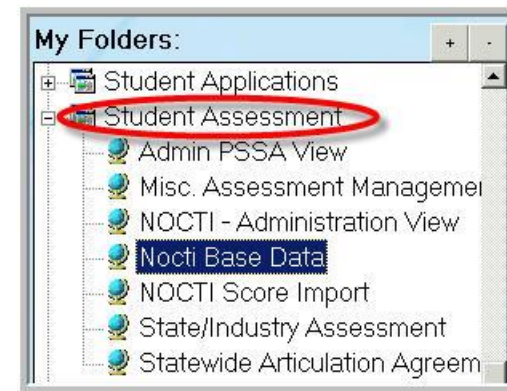 My Folders: + -
Student Applications
Student Assessment
Admin PSSA View
Misc. Assessment Managemen
NOCTI - Administration View
Nocti Base Data
NOCTI Score Import
State/Industry Assessment
Statewide Articulation Agreem